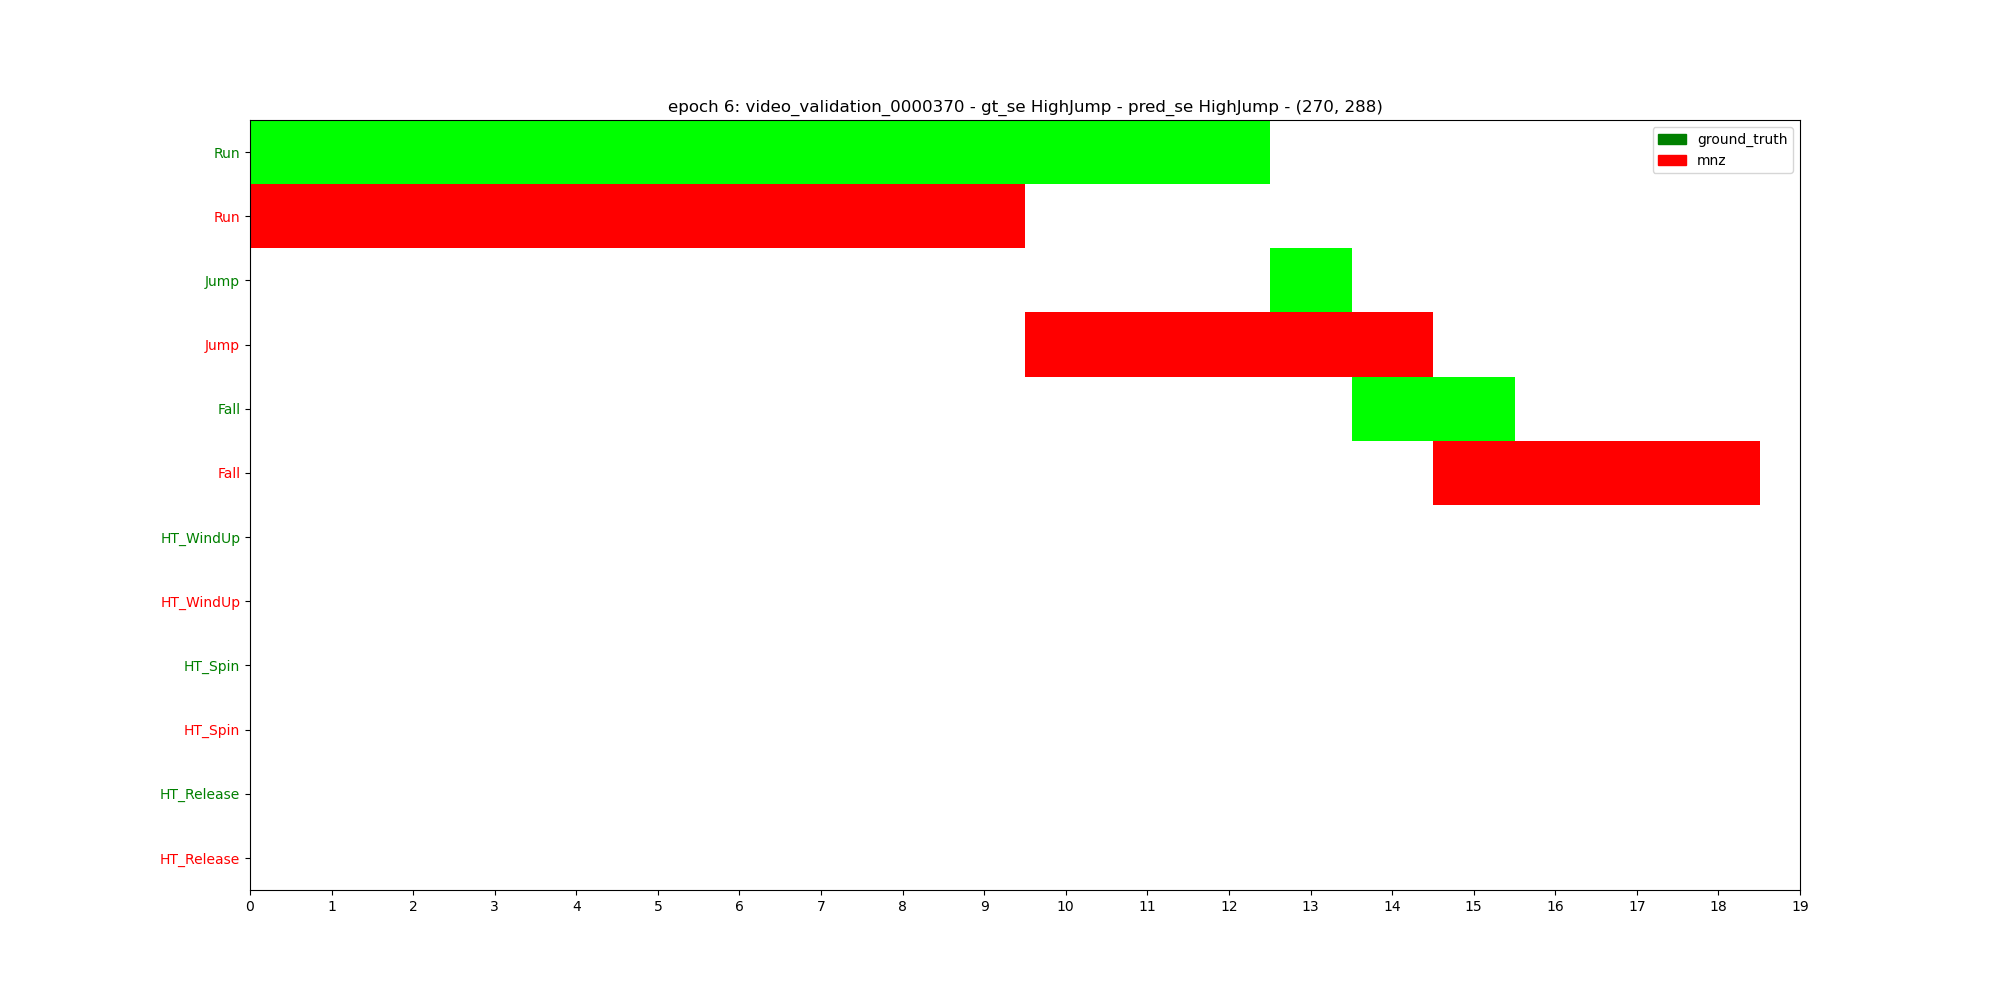 epoch 6: video_validation_0000370 - gt_se HighJump - pred_se HighJump - (270, 288)
ground_truth
mnz
Run
Run
Jump
Jump
Fall
Fall
HT_WindUp
HT_WindUp
HT_Spin
HT_Spin
HT_Release
HT_Release
0 1 2 3 4 5 6 7 8 9 10 11 12 13 14 15 16 17 18 19